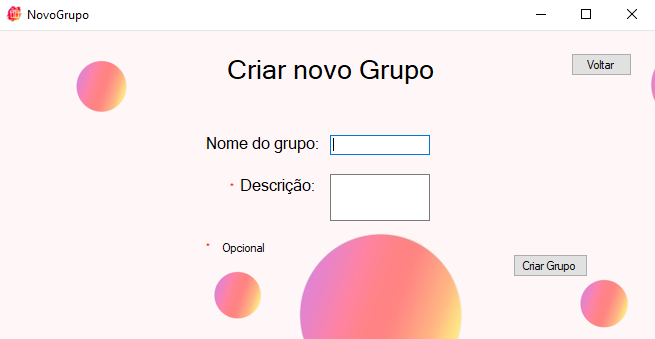 NovoGrupo
Criar novo Grupo
Voltar
Nome do grupo:
* Descrição:
* Opcional
Criar Grupo